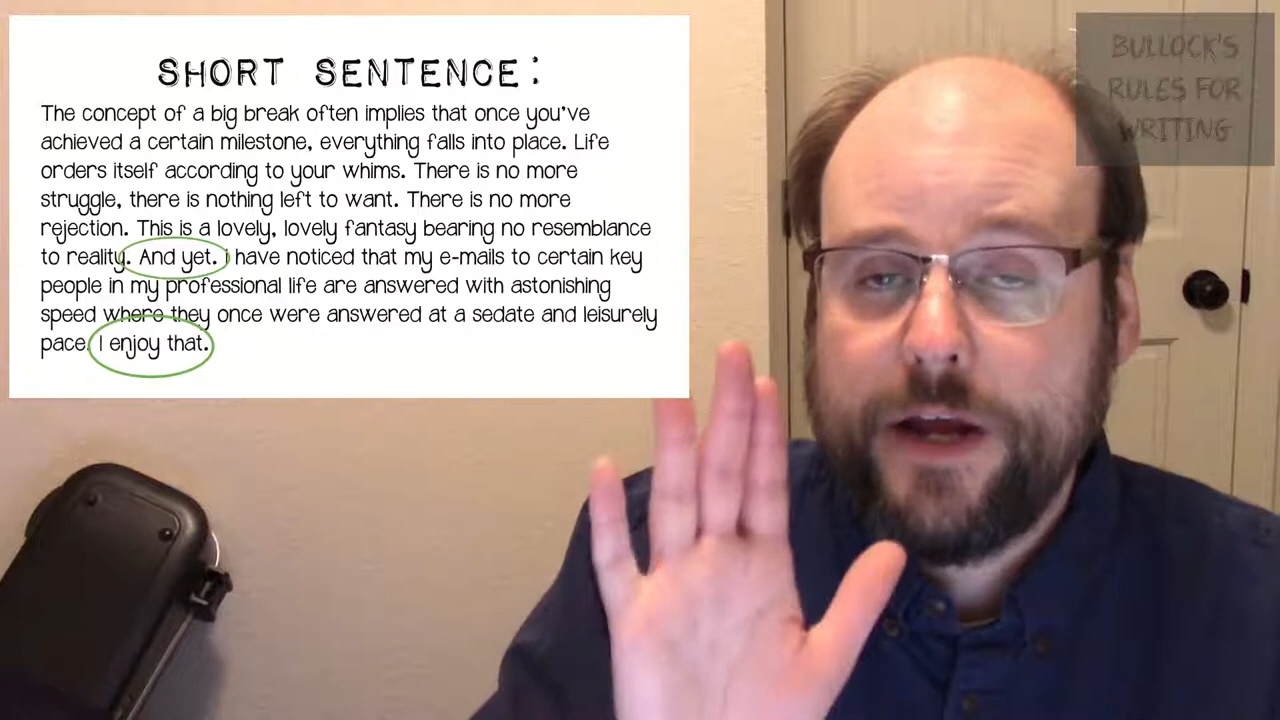 SHORT SENTENCE:
The concept of a big break often implies that once you've
achieved a certain milestone, everything falls into place. Life
orders itself according to your whims. There is no more
struggle, there is nothing left to want. There is no more
rejection. This is a lovely, lovely fantasy bearing no resemblance
to reality. And yet. I have noticed that my e-mails to certain key
people in my professional life are answered with astonishing
speed where they once were answered at a sedate and leisurely
pace. I enjoy that.
BULLOCK'S
RULES FOR
WRITING